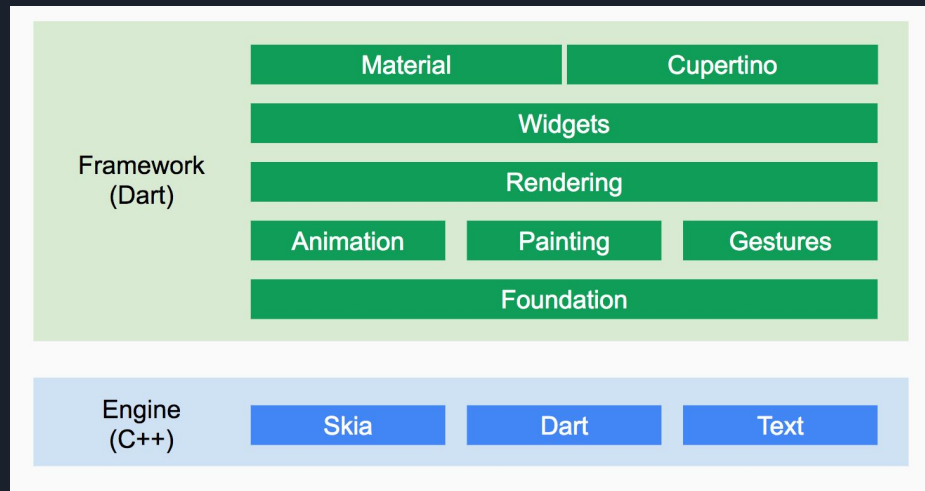 Material
Cupertino
Widgets
Framework
(Dart)
Rendering
Animation
Painting
Gestures
Foundation
Engine
(C++)
Skia
Dart
Text